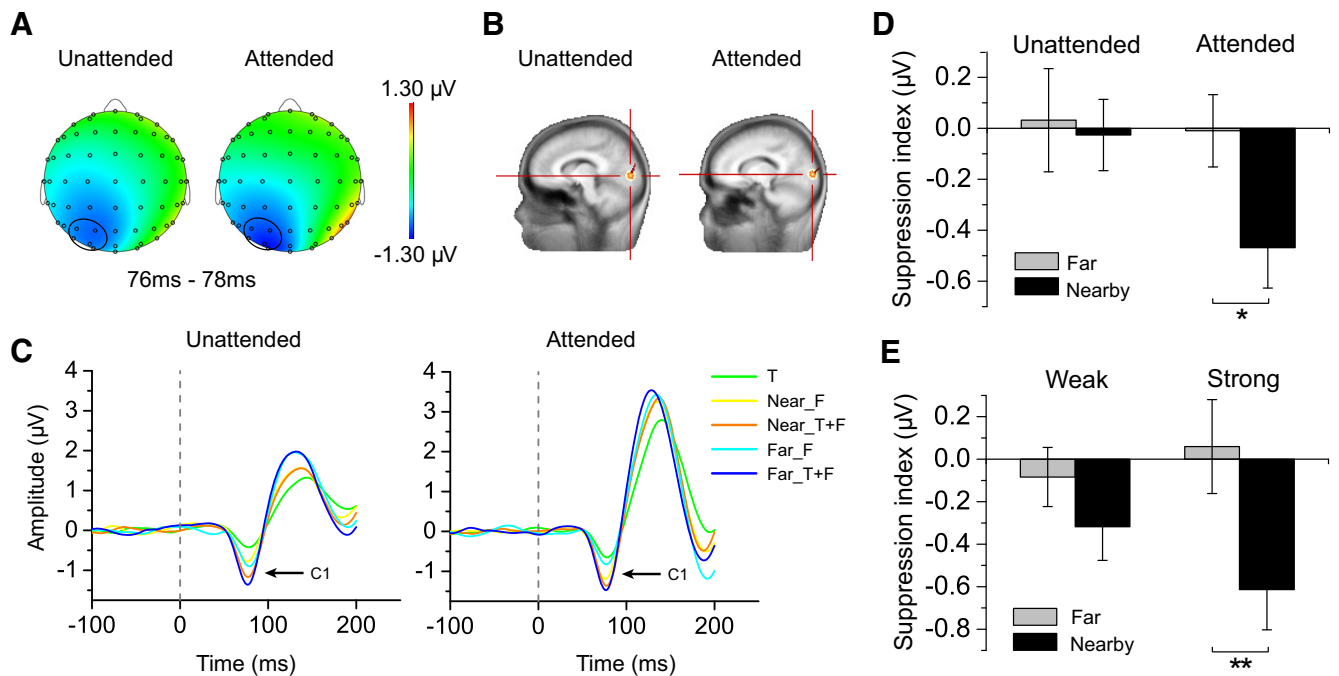 A
Unattended
Attended
1.30 µV
-1.30 µV
76ms - 78ms
B
Unattended
Attended
C
Unattended
Attended
Amplitude (µV)
4
3
2
1
0
-1
-100
0
100
200
Time (ms)
C1
4
3
2
1
0
-1
-100
0
100
200
Time (ms)
C1
T
Near_F
Near_T+F
Far_F
Far_T+F
D
Unattended
Attended
Suppression index (µV)
0.2
0.0
-0.2
-0.4
-0.6
Far
Nearby
*
E
Weak
Strong
Suppression index (µV)
0.2
0.0
-0.2
-0.4
-0.6
-0.8
Far
Nearby
**